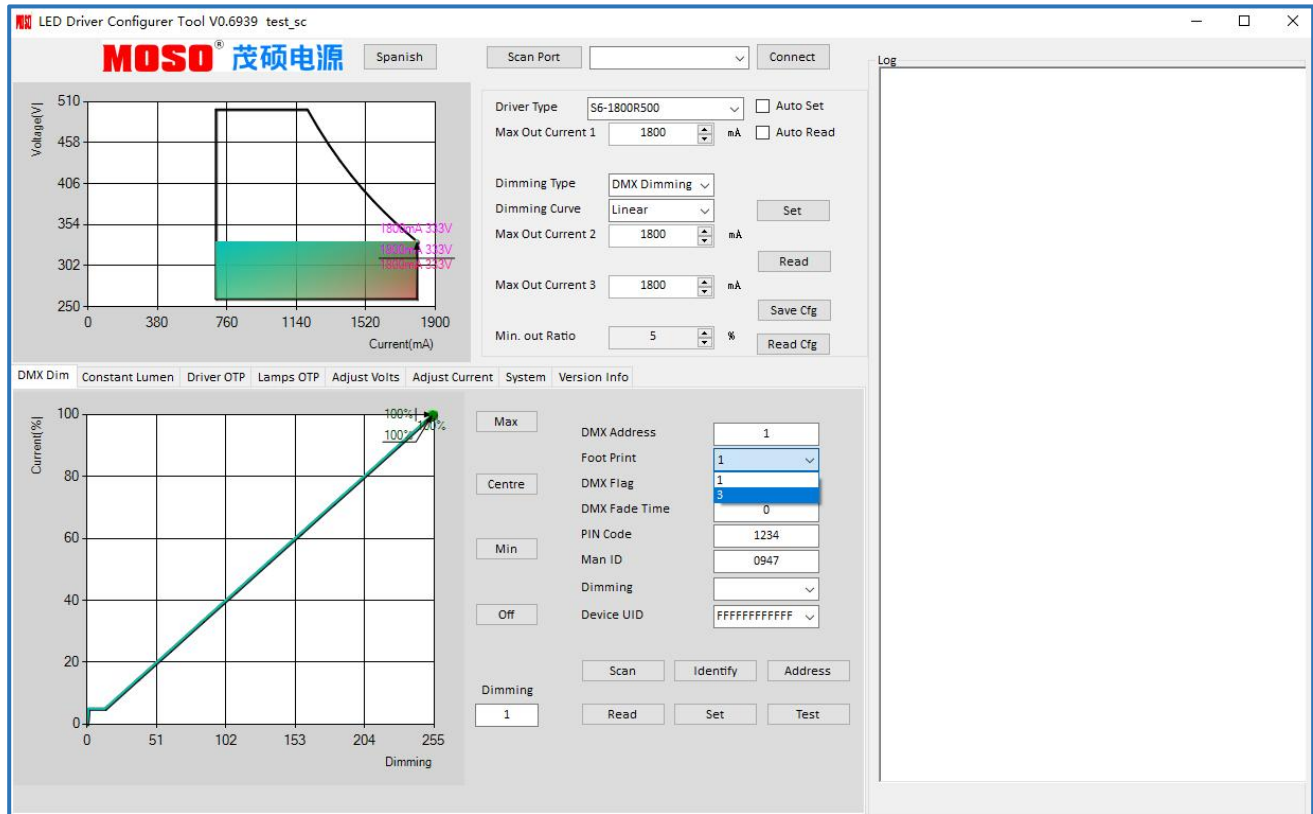 MOSO LED Driver Configurer Tool V0.6939 test_sc
MOSO® 茂硕电源
Spanish
Scan Port
Connect
Log
Voltage(V)
510
458
406
354
302
250
0 380 760 1140 1520 1900
Current(mA)
1800mA 333V
1800mA 333V
1800mA 333V
Driver Type S6-1800R500 Auto Set
Max Out Current 1 1800 mA Auto Read
Dimming Type DMX Dimming
Dimming Curve Linear Set
Max Out Current 2 1800 mA
Read
Max Out Current 3 1800 mA
Save Cfg
Min. out Ratio 5 %
Read Cfg
DMX Dim Constant Lumen Driver OTP Lamps OTP Adjust Volts Adjust Current System Version Info
Current(%)
100
80
60
40
20
0
0 51 102 153 204 255
Dimming
100%
100%
100%
Max
Centre
Min
Off
Dimming
1
DMX Address 1
Foot Print 1
1
DMX Flag
3
DMX Fade Time 0
PIN Code 1234
Man ID 0947
Dimming
Device UID FFFFFFFFFFFF
Scan Identify Address
Read Set Test